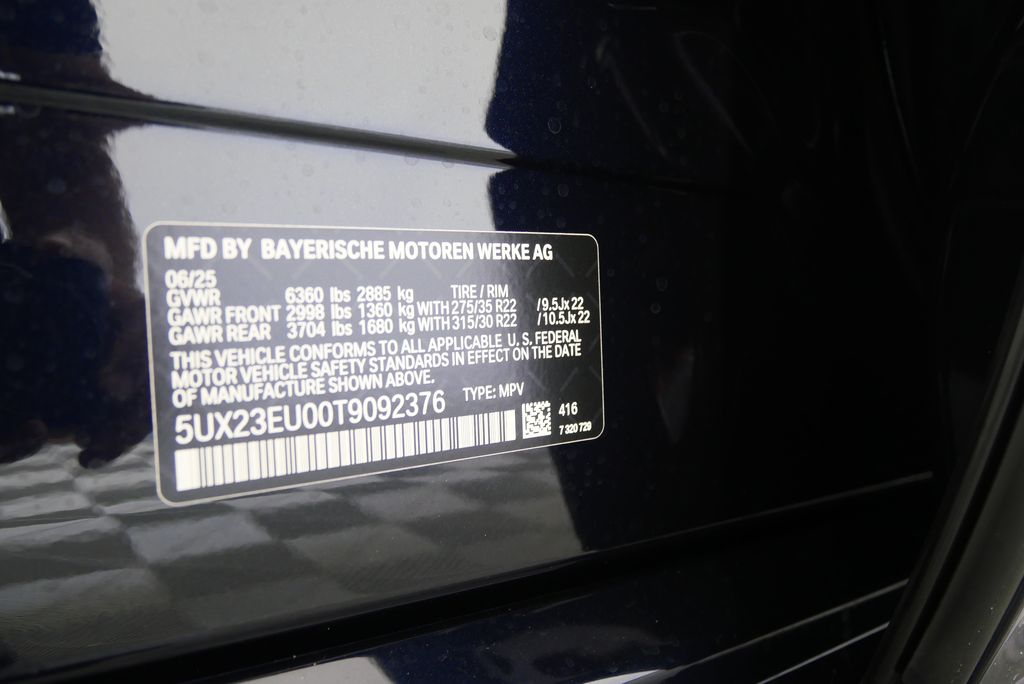 MFD BY BAYERISCHE MOTOREN WERKE AG
06/25
GVWR 6360 lbs 2885 kg TIRE / RIM
GAWR FRONT 2998 lbs 1360 kg WITH 275/35 R22 /9.5Jx22
GAWR REAR 3704 lbs 1680 kg WITH 315/30 R22 /10.5Jx22
THIS VEHICLE CONFORMS TO ALL APPLICABLE U.S. FEDERAL
MOTOR VEHICLE SAFETY STANDARDS IN EFFECT ON THE DATE
OF MANUFACTURE SHOWN ABOVE.
5UX23EU00T9092376 TYPE: MPV
416
7 320 729